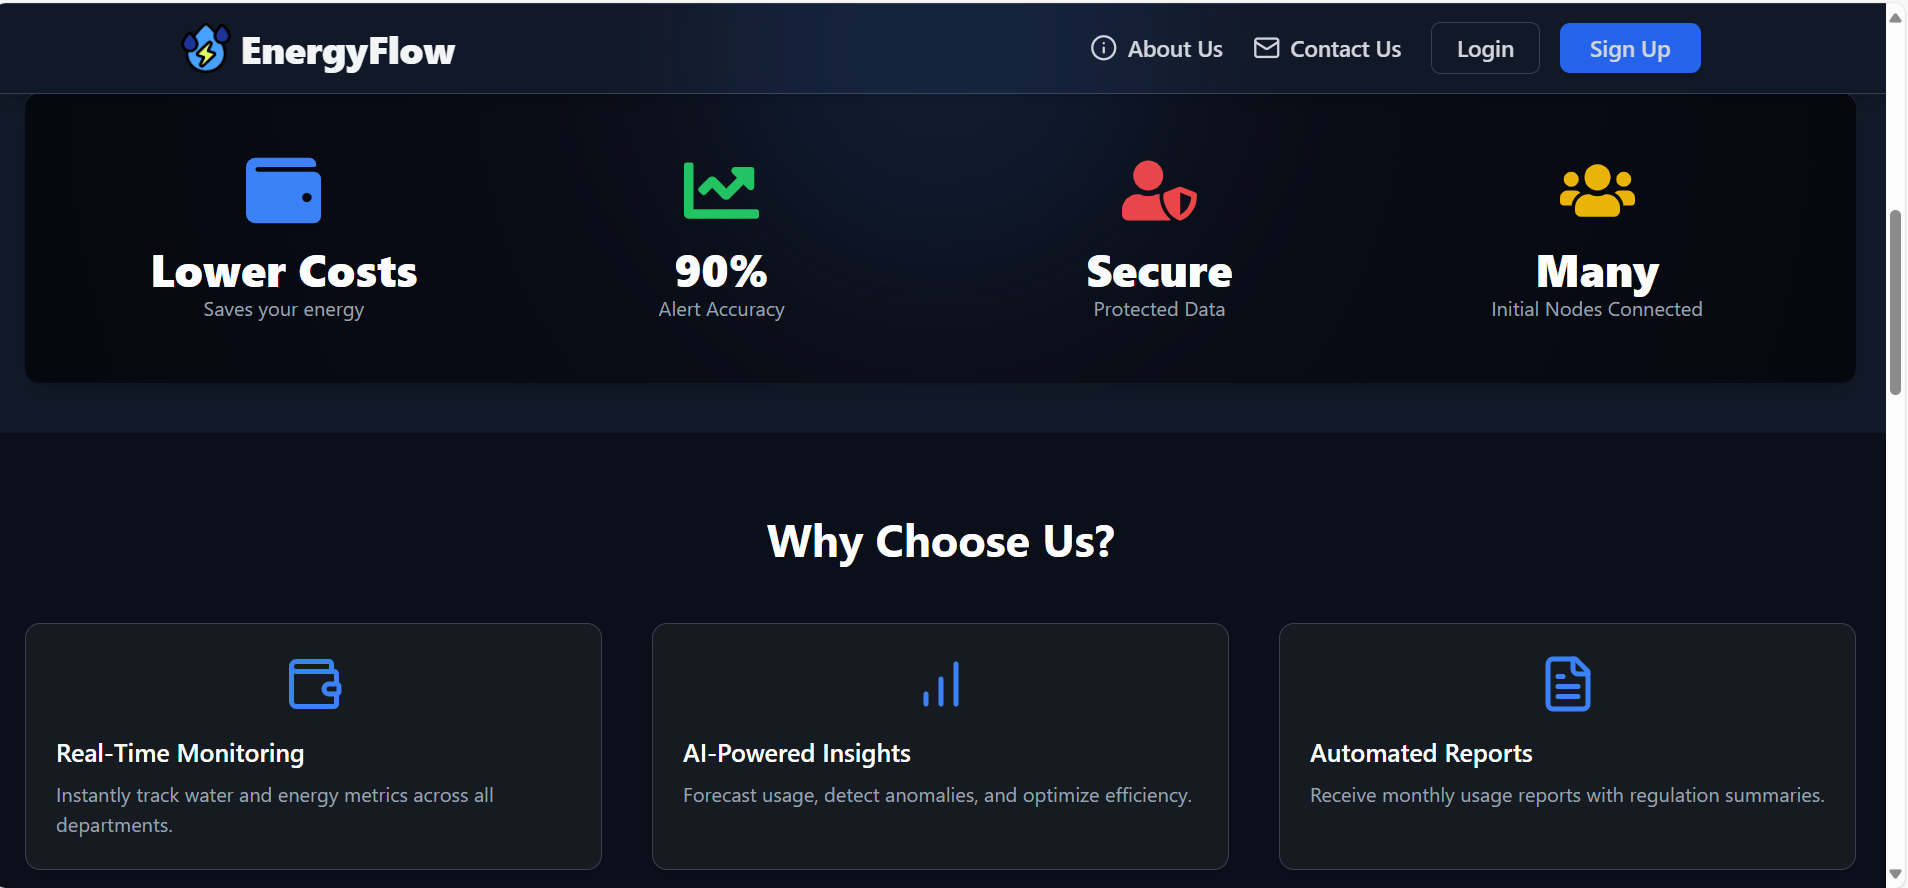 EnergyFlow
About Us
Contact Us
Login
Sign Up
Lower Costs
Saves your energy
90%
Alert Accuracy
Secure
Protected Data
Many
Initial Nodes Connected
Why Choose Us?
Real-Time Monitoring
Instantly track water and energy metrics across all
departments.
AI-Powered Insights
Forecast usage, detect anomalies, and optimize efficiency.
Automated Reports
Receive monthly usage reports with regulation summaries.